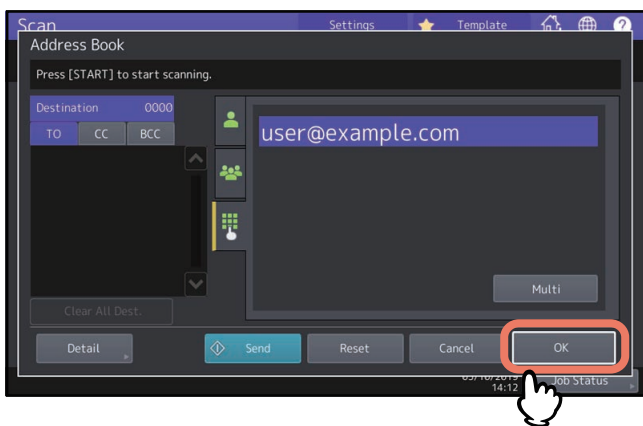 Scan
Settings
Template
?
Address Book
Press [START] to start scanning.
Destination 0000
TO CC BCC
user@example.com
Multi
Clear All Dest.
Detail
Send
Reset
Cancel
OK
14:12
Job Status